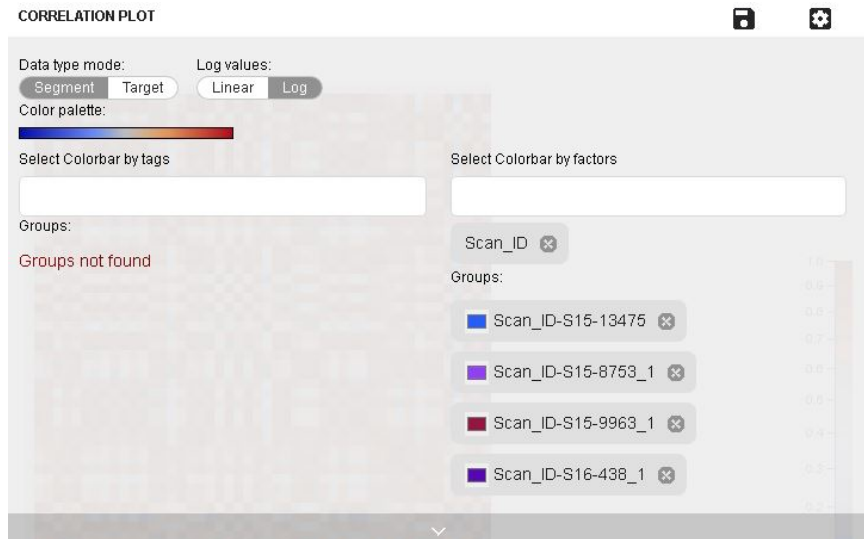 CORRELATION PLOT
Data type mode:
Log values:
Segment Target
Linear Log
Color palette:
Select Colorbar by tags
Select Colorbar by factors
Groups:
Groups not found
Scan_ID
Groups:
Scan_ID-S15-13475
Scan_ID-S15-8753_1
Scan_ID-S15-9963_1
Scan_ID-S16-438_1